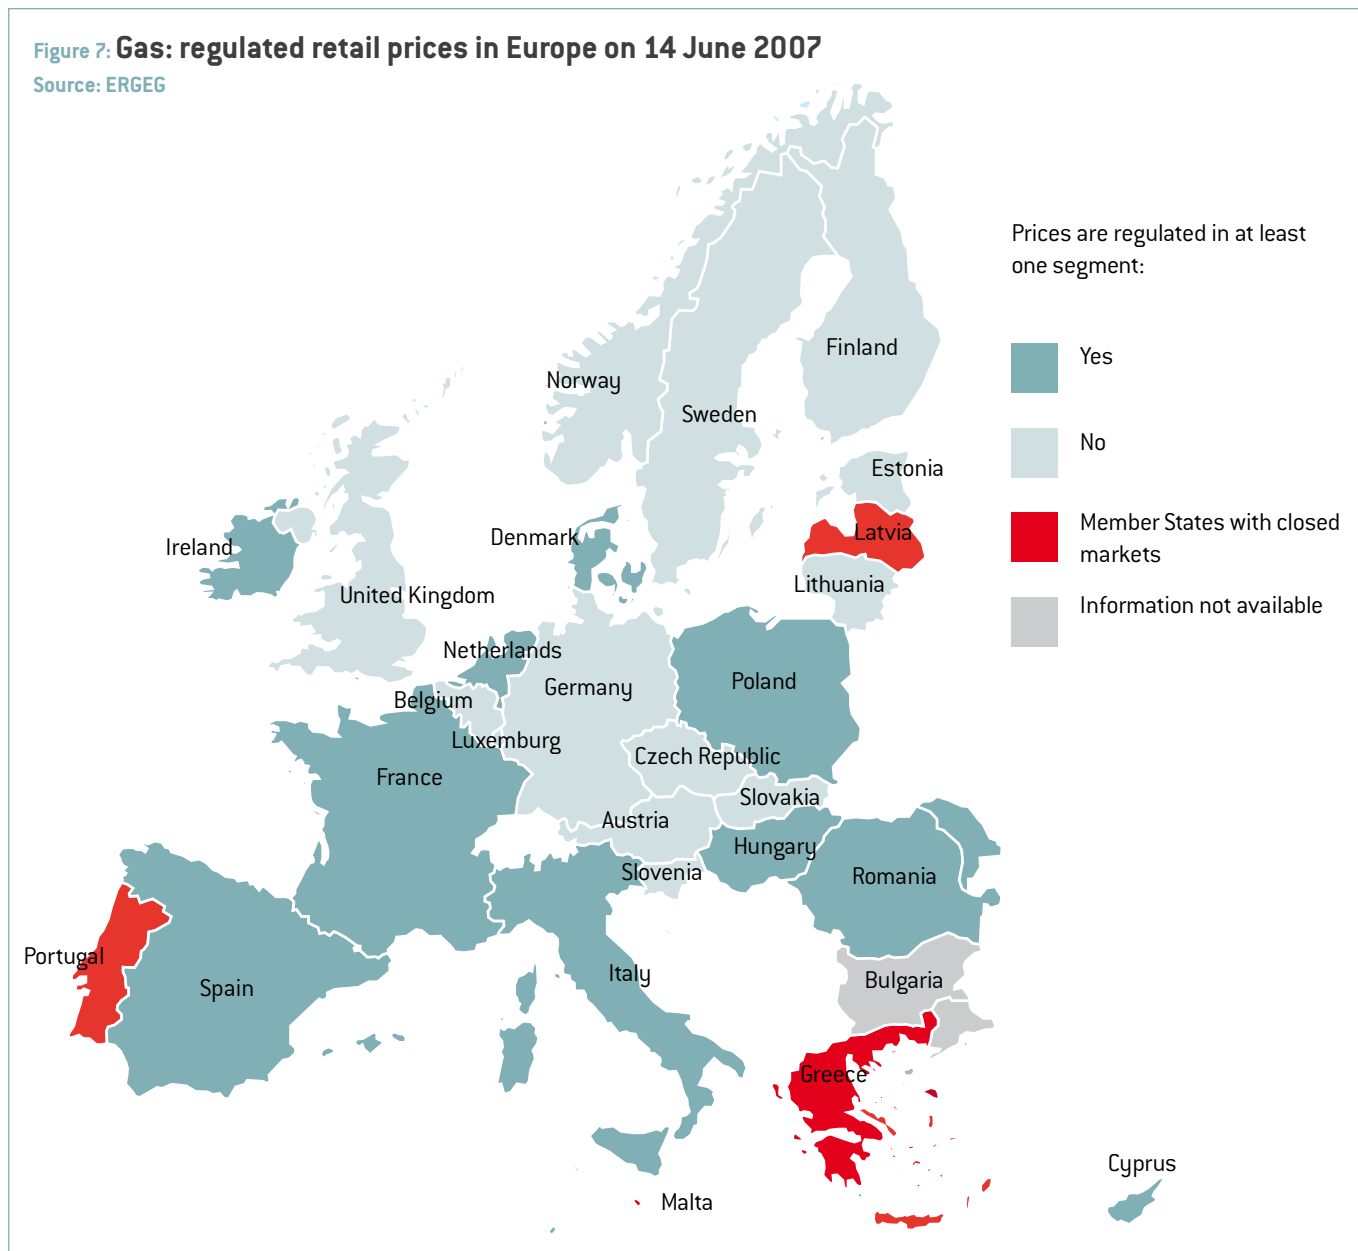 Figure 7: Gas: regulated retail prices in Europe on 14 June 2007
Source: ERGEG
Prices are regulated in at least
one segment:
Yes
No
Member States with closed
markets
Information not available
Finland
Norway
Sweden
Estonia
Latvia
Denmark
Ireland
Lithuania
United Kingdom
Netherlands
Poland
Germany
Belgium
Luxemburg
Czech Republic
France
Slovakia
Austria
Hungary
Slovenia
Romania
Portugal
Italy
Bulgaria
Spain
Greece
Cyprus
Malta